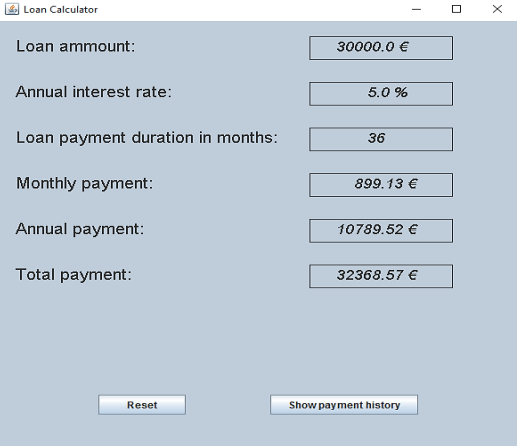 Loan Calculator
Loan ammount: 30000.0 €
Annual interest rate: 5.0 %
Loan payment duration in months: 36
Monthly payment: 899.13 €
Annual payment: 10789.52 €
Total payment: 32368.57 €
Reset Show payment history